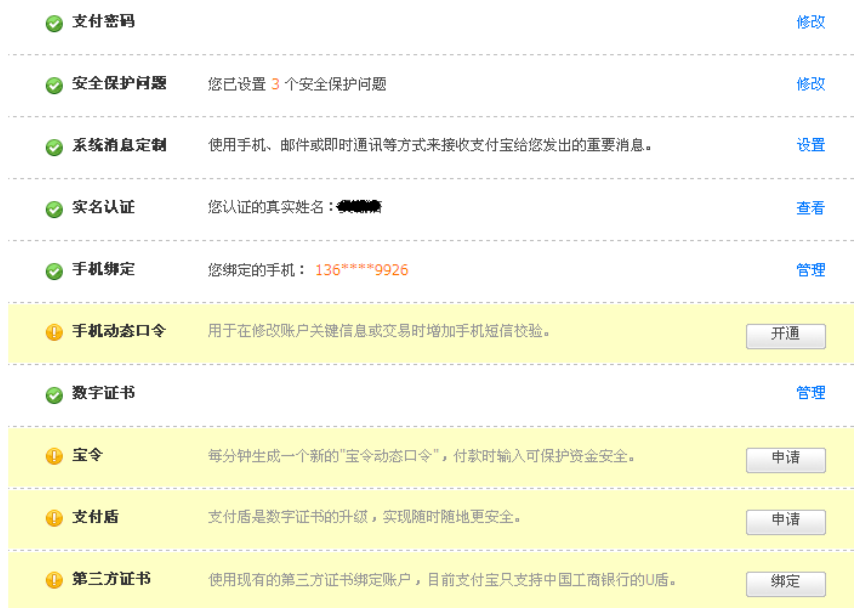 支付密码 修改
安全保护问题 您已设置 3 个安全保护问题 修改
系统消息定制 使用手机、邮件或即时通讯等方式来接收支付宝给您发出的重要消息。 设置
实名认证 您认证的真实姓名： 查看
手机绑定 您绑定的手机： 136****9926 管理
手机动态口令 用于在修改账户关键信息或交易时增加手机短信校验。 开通
数字证书 管理
宝令 每分钟生成一个新的"宝令动态口令"，付款时输入可保护资金安全。 申请
支付盾 支付盾是数字证书的升级，实现随时随地更安全。 申请
第三方证书 使用现有的第三方证书绑定账户，目前支付宝只支持中国工商银行的U盾。 绑定